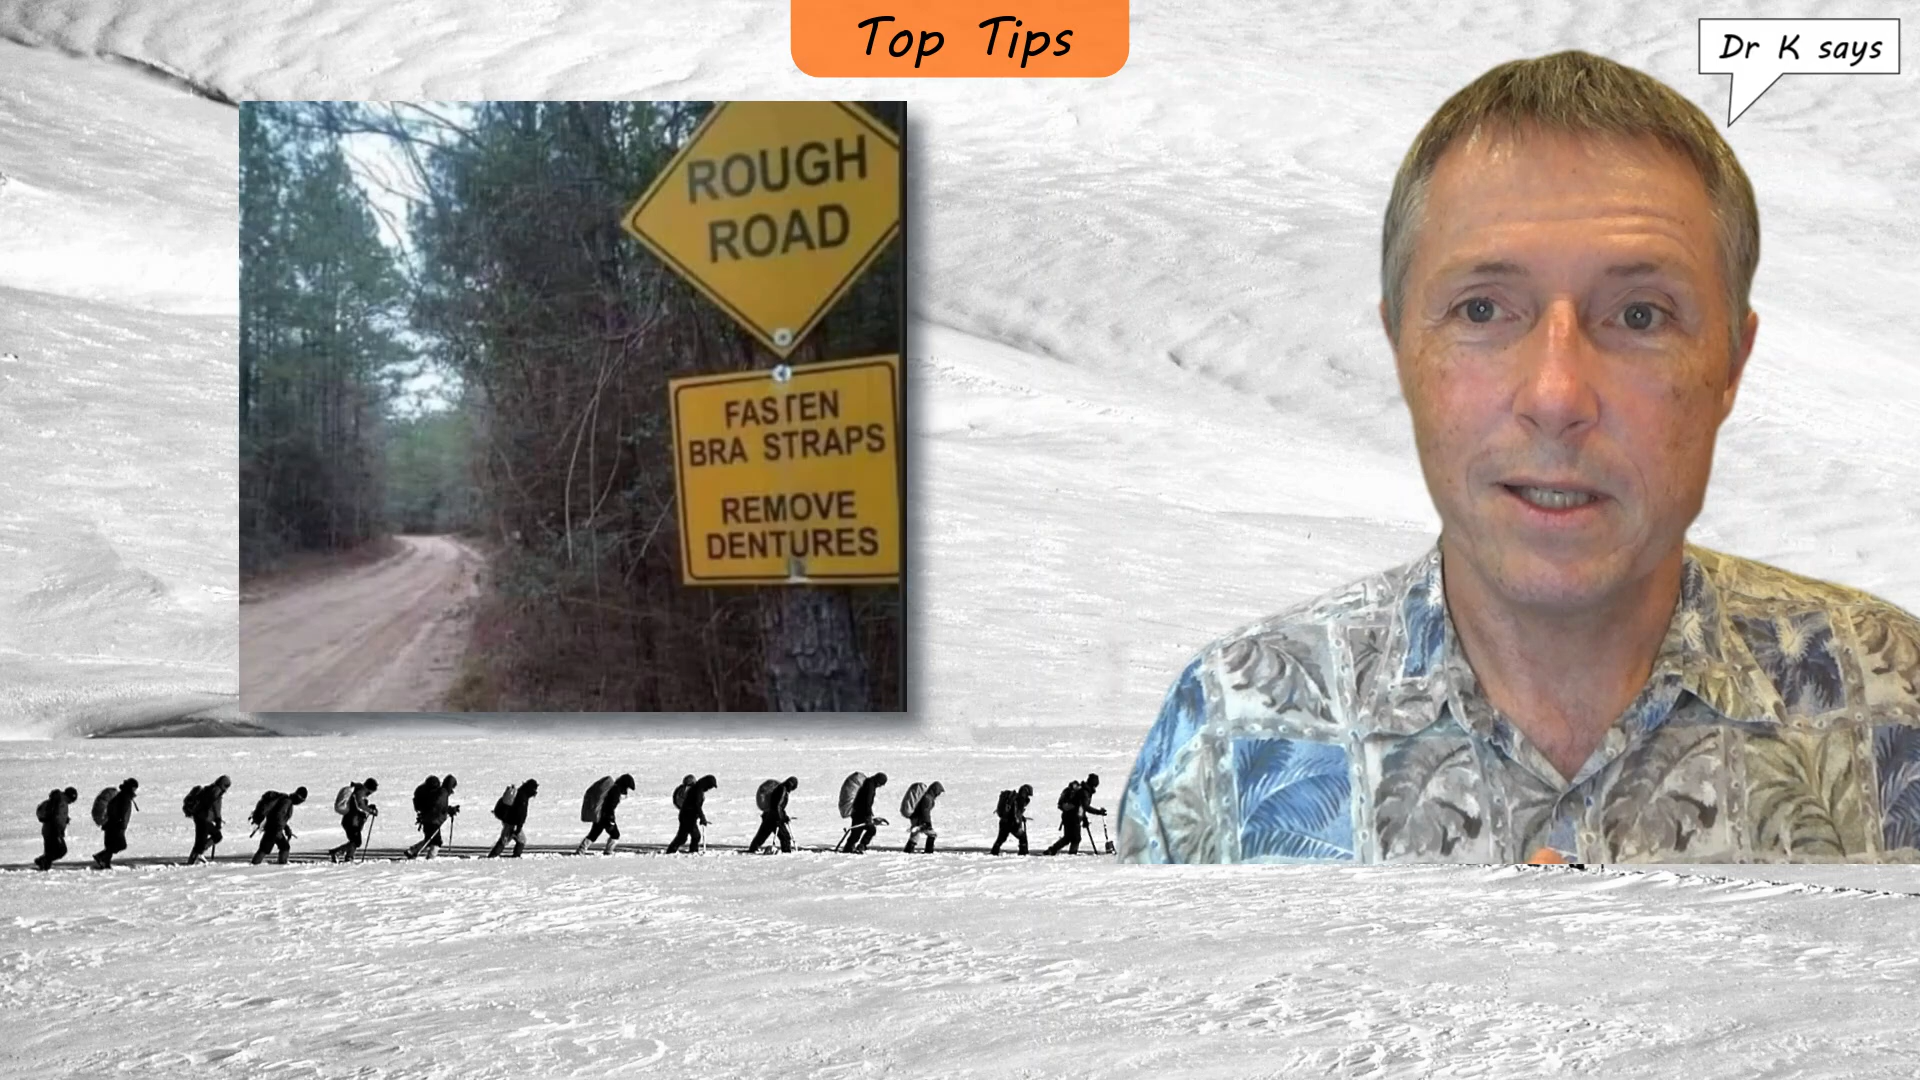 Top Tips
Dr K says
ROUGH
ROAD
FASTEN
BRA STRAPS
REMOVE
DENTURES